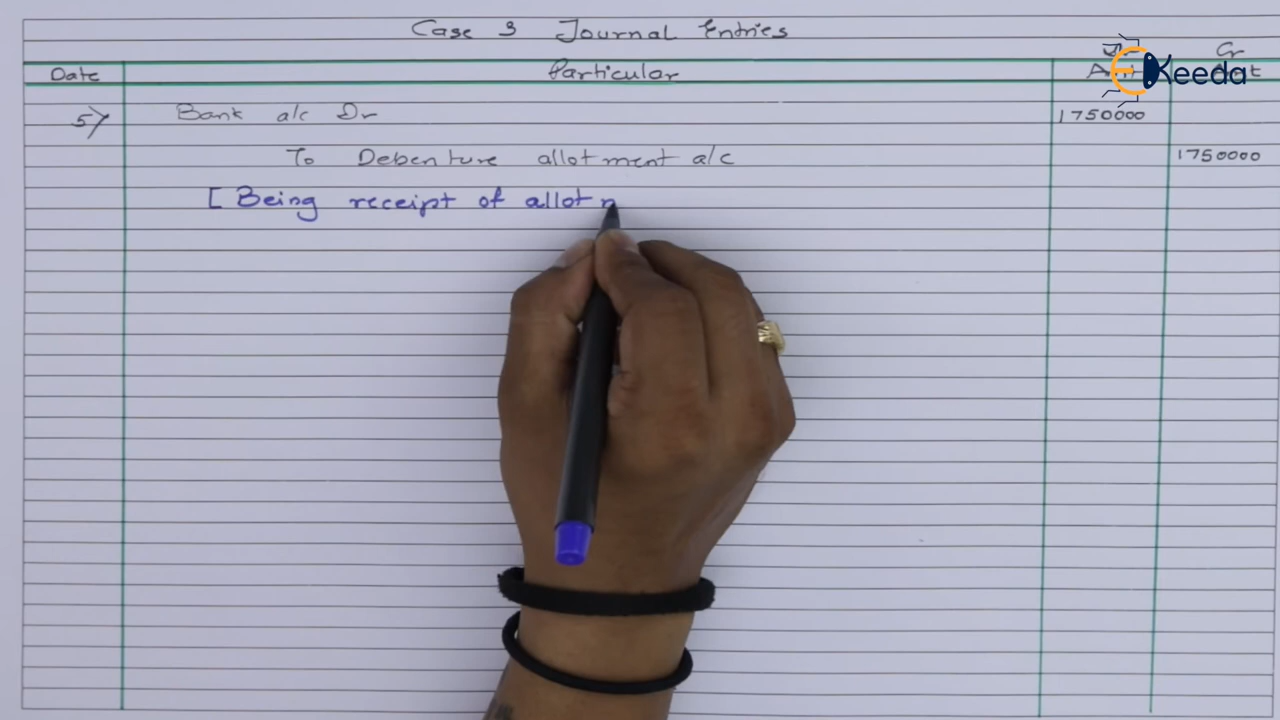 Case 3 Journal Entries
Dr Cr
Date Particular
EKeeda
5) Bank a/c Dr 1750000
To Debenture allotment a/c 1750000
[ Being receipt of allot